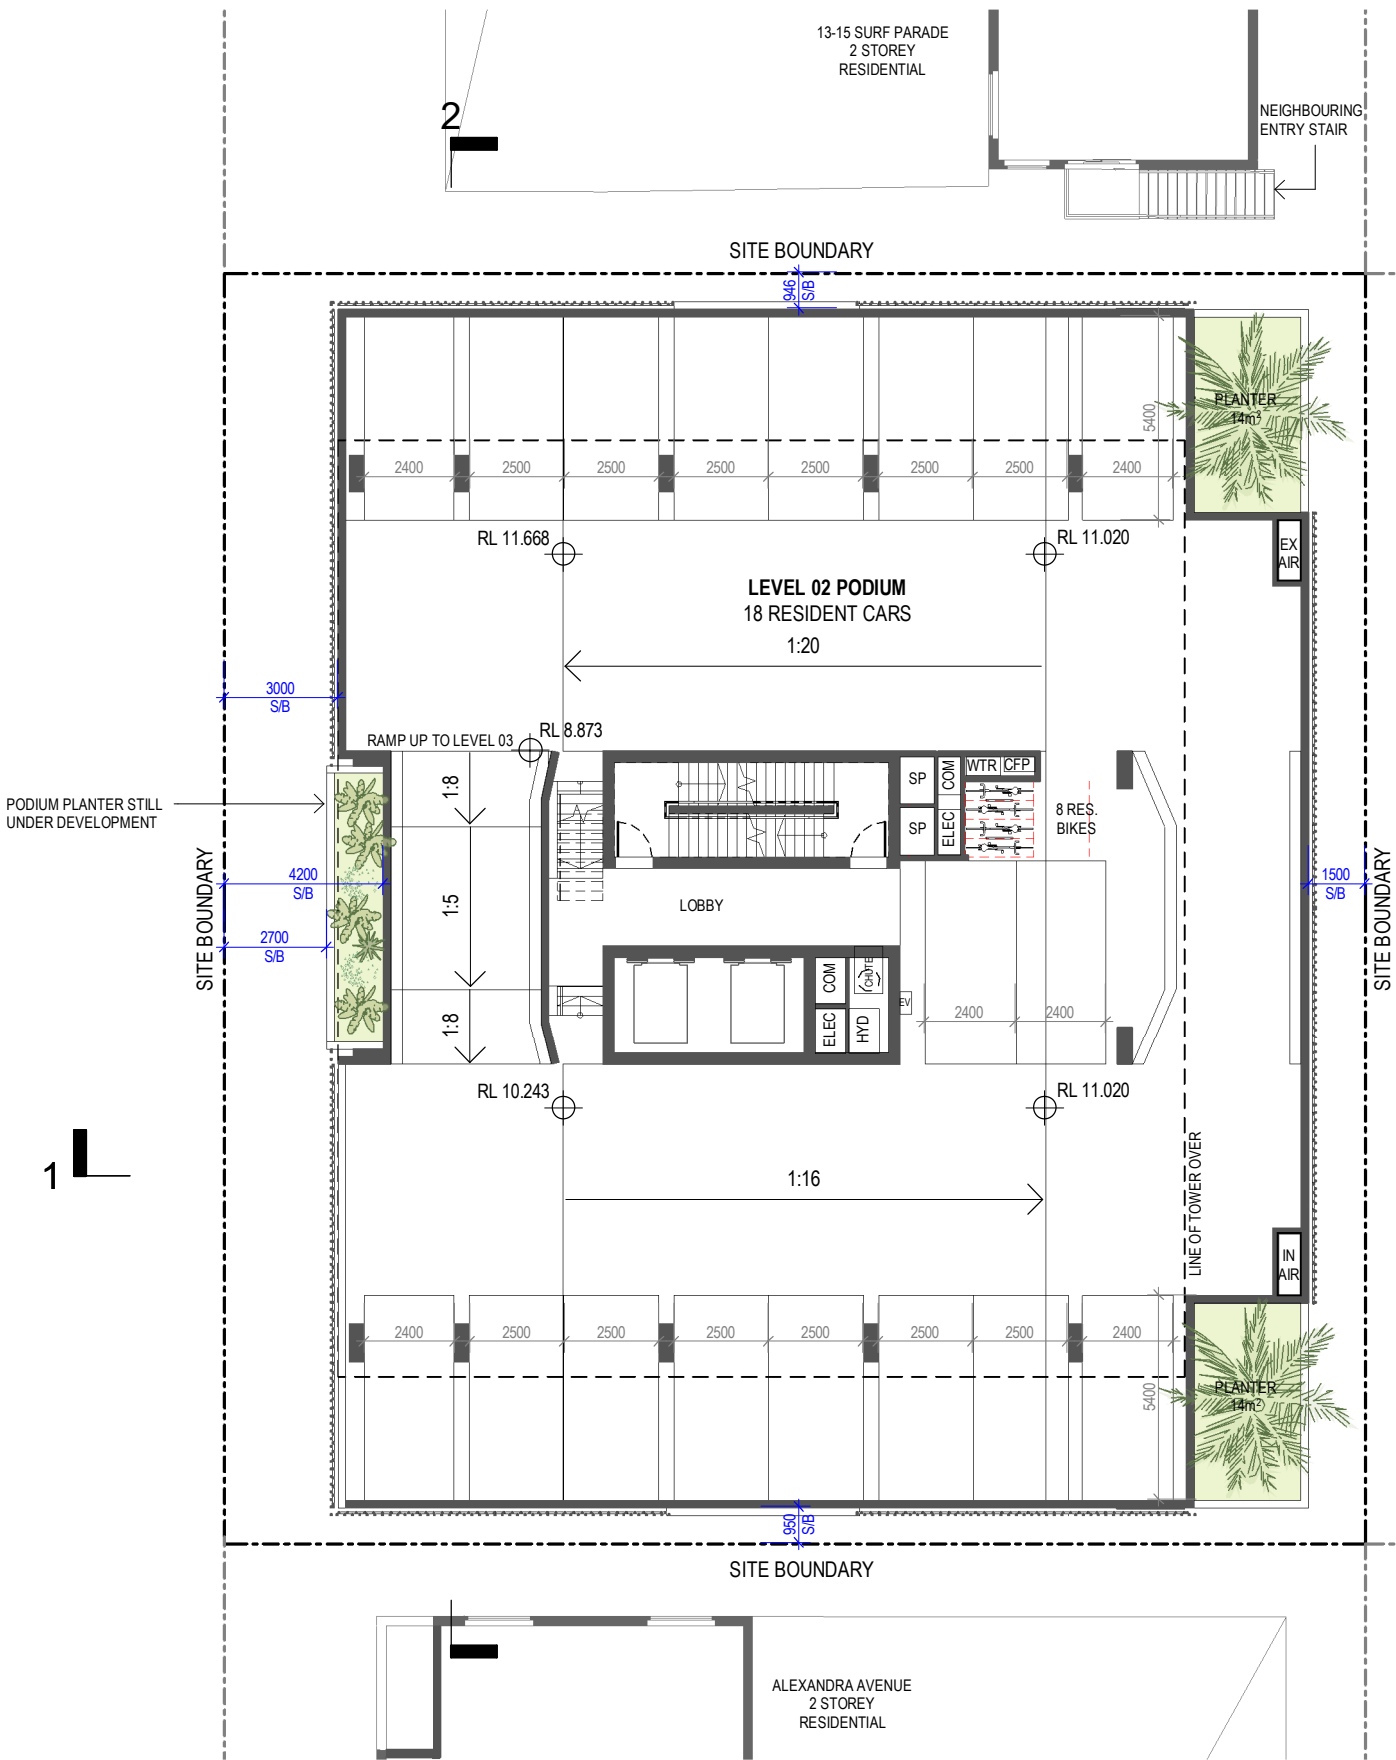 13-15 SURF PARADE
2 STOREY
RESIDENTIAL
2
NEIGHBOURING
ENTRY STAIR
SITE BOUNDARY
946
S/B
PLANTER
14m²
5400
2400
2500
2500
2500
2500
2500
2500
2400
RL 11.668
RL 11.020
EX
AIR
LEVEL 02 PODIUM
18 RESIDENT CARS
1:20
3000
S/B
RL 8.873
RAMP UP TO LEVEL 03
1:8
SP
COM
WTR
CFP
PODIUM PLANTER STILL
UNDER DEVELOPMENT
SP
ELEC
8 RES.
BIKES
4200
S/B
1500
S/B
1:5
LOBBY
SITE BOUNDARY
SITE BOUNDARY
2700
S/B
COM
CHUTE
EV
1:8
ELEC
HYD
2400
2400
RL 10.243
RL 11.020
1
1:16
LINE OF TOWER OVER
IN
AIR
2400
2500
2500
2500
2500
2500
2500
2400
5400
PLANTER
14m²
950
S/B
SITE BOUNDARY
ALEXANDRA AVENUE
2 STOREY
RESIDENTIAL